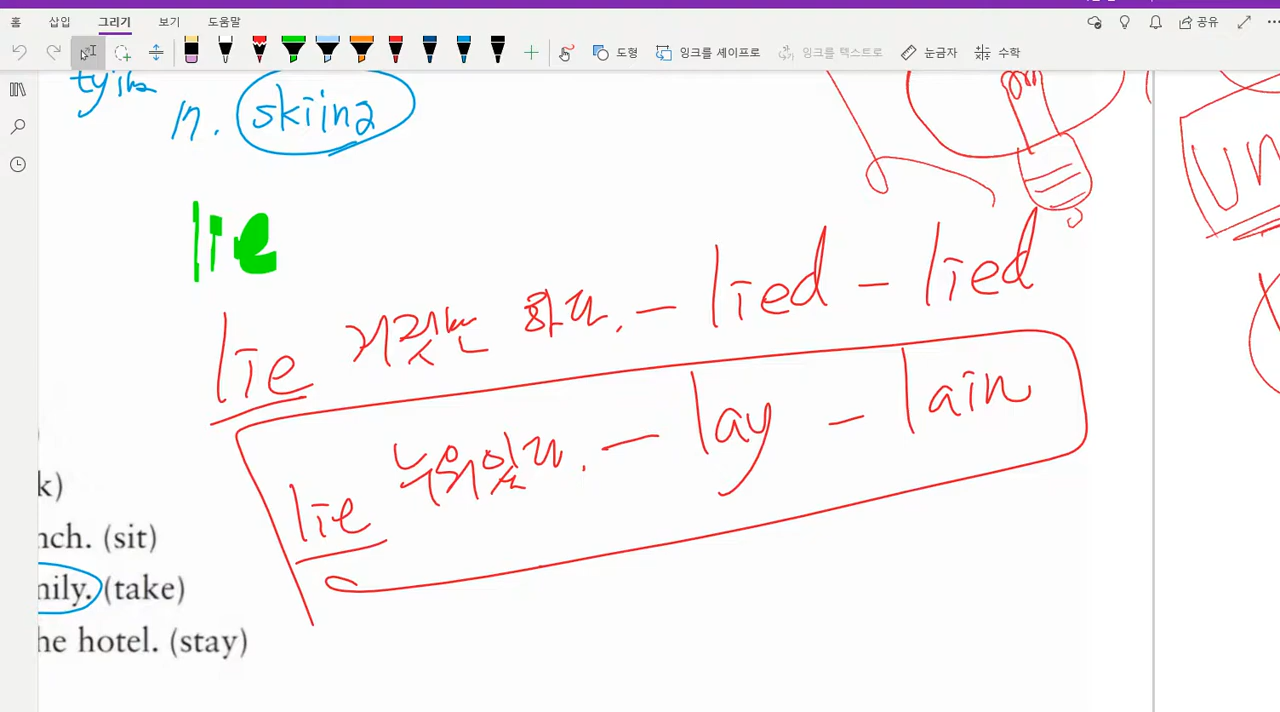 홈 삽입 그리기 보기 도움말 공유
도형 잉크를 셰이프로 잉크를 텍스트로 눈금자 수학
n. skiing
lie
lie 거짓번 하다. - lied - lied
lie 누워있다. - lay - lain
k)
nch. (sit)
nily. (take)
he hotel. (stay)
un